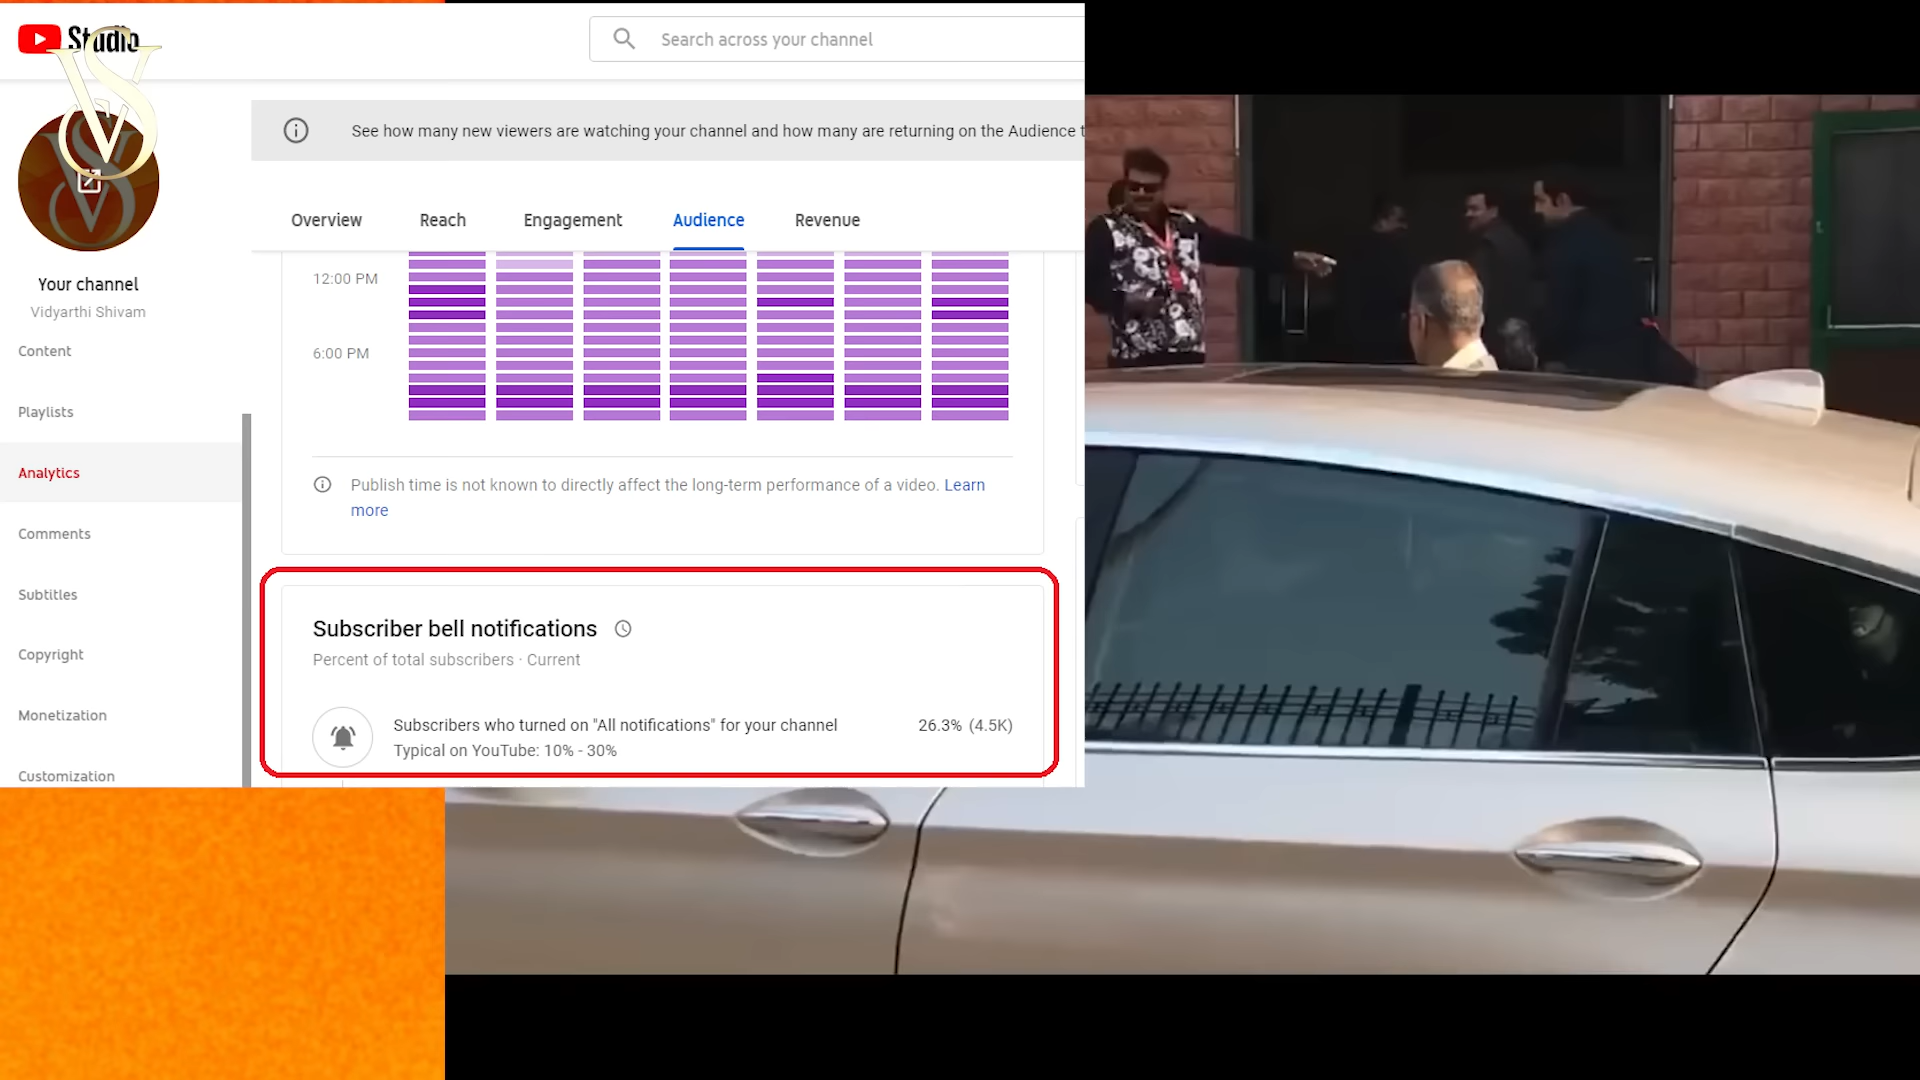 Studio
Search across your channel
See how many new viewers are watching your channel and how many are returning on the Audience t
Overview
Reach
Engagement
Audience
Revenue
Your channel
Vidyarthi Shivam
Content
Playlists
Analytics
Comments
Subtitles
Copyright
Monetization
Customization
12:00 PM
6:00 PM
Publish time is not known to directly affect the long-term performance of a video. Learn
more
Subscriber bell notifications
Percent of total subscribers · Current
Subscribers who turned on "All notifications" for your channel 26.3% (4.5K)
Typical on YouTube: 10% - 30%